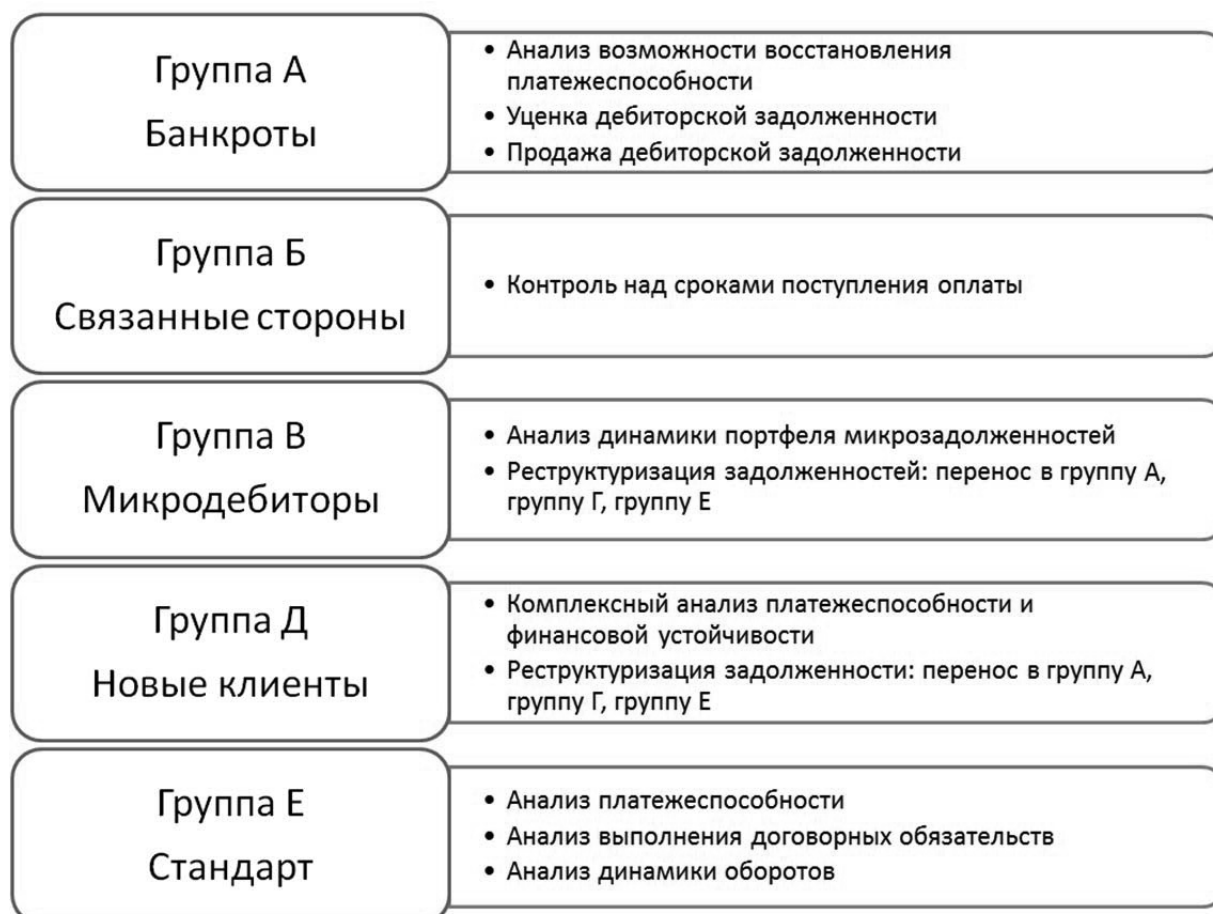 Группа А
Банкроты
• Анализ возможности восстановления
платежеспособности
• Уценка дебиторской задолженности
• Продажа дебиторской задолженности
Группа Б
Связанные стороны
• Контроль над сроками поступления оплаты
Группа В
Микродебиторы
• Анализ динамики портфеля микрозадолженностей
• Реструктуризация задолженностей: перенос в группу А,
группу Г, группу Е
Группа Д
Новые клиенты
• Комплексный анализ платежеспособности и
финансовой устойчивости
• Реструктуризация задолженности: перенос в группу А,
группу Г, группу Е
Группа Е
Стандарт
• Анализ платежеспособности
• Анализ выполнения договорных обязательств
• Анализ динамики оборотов